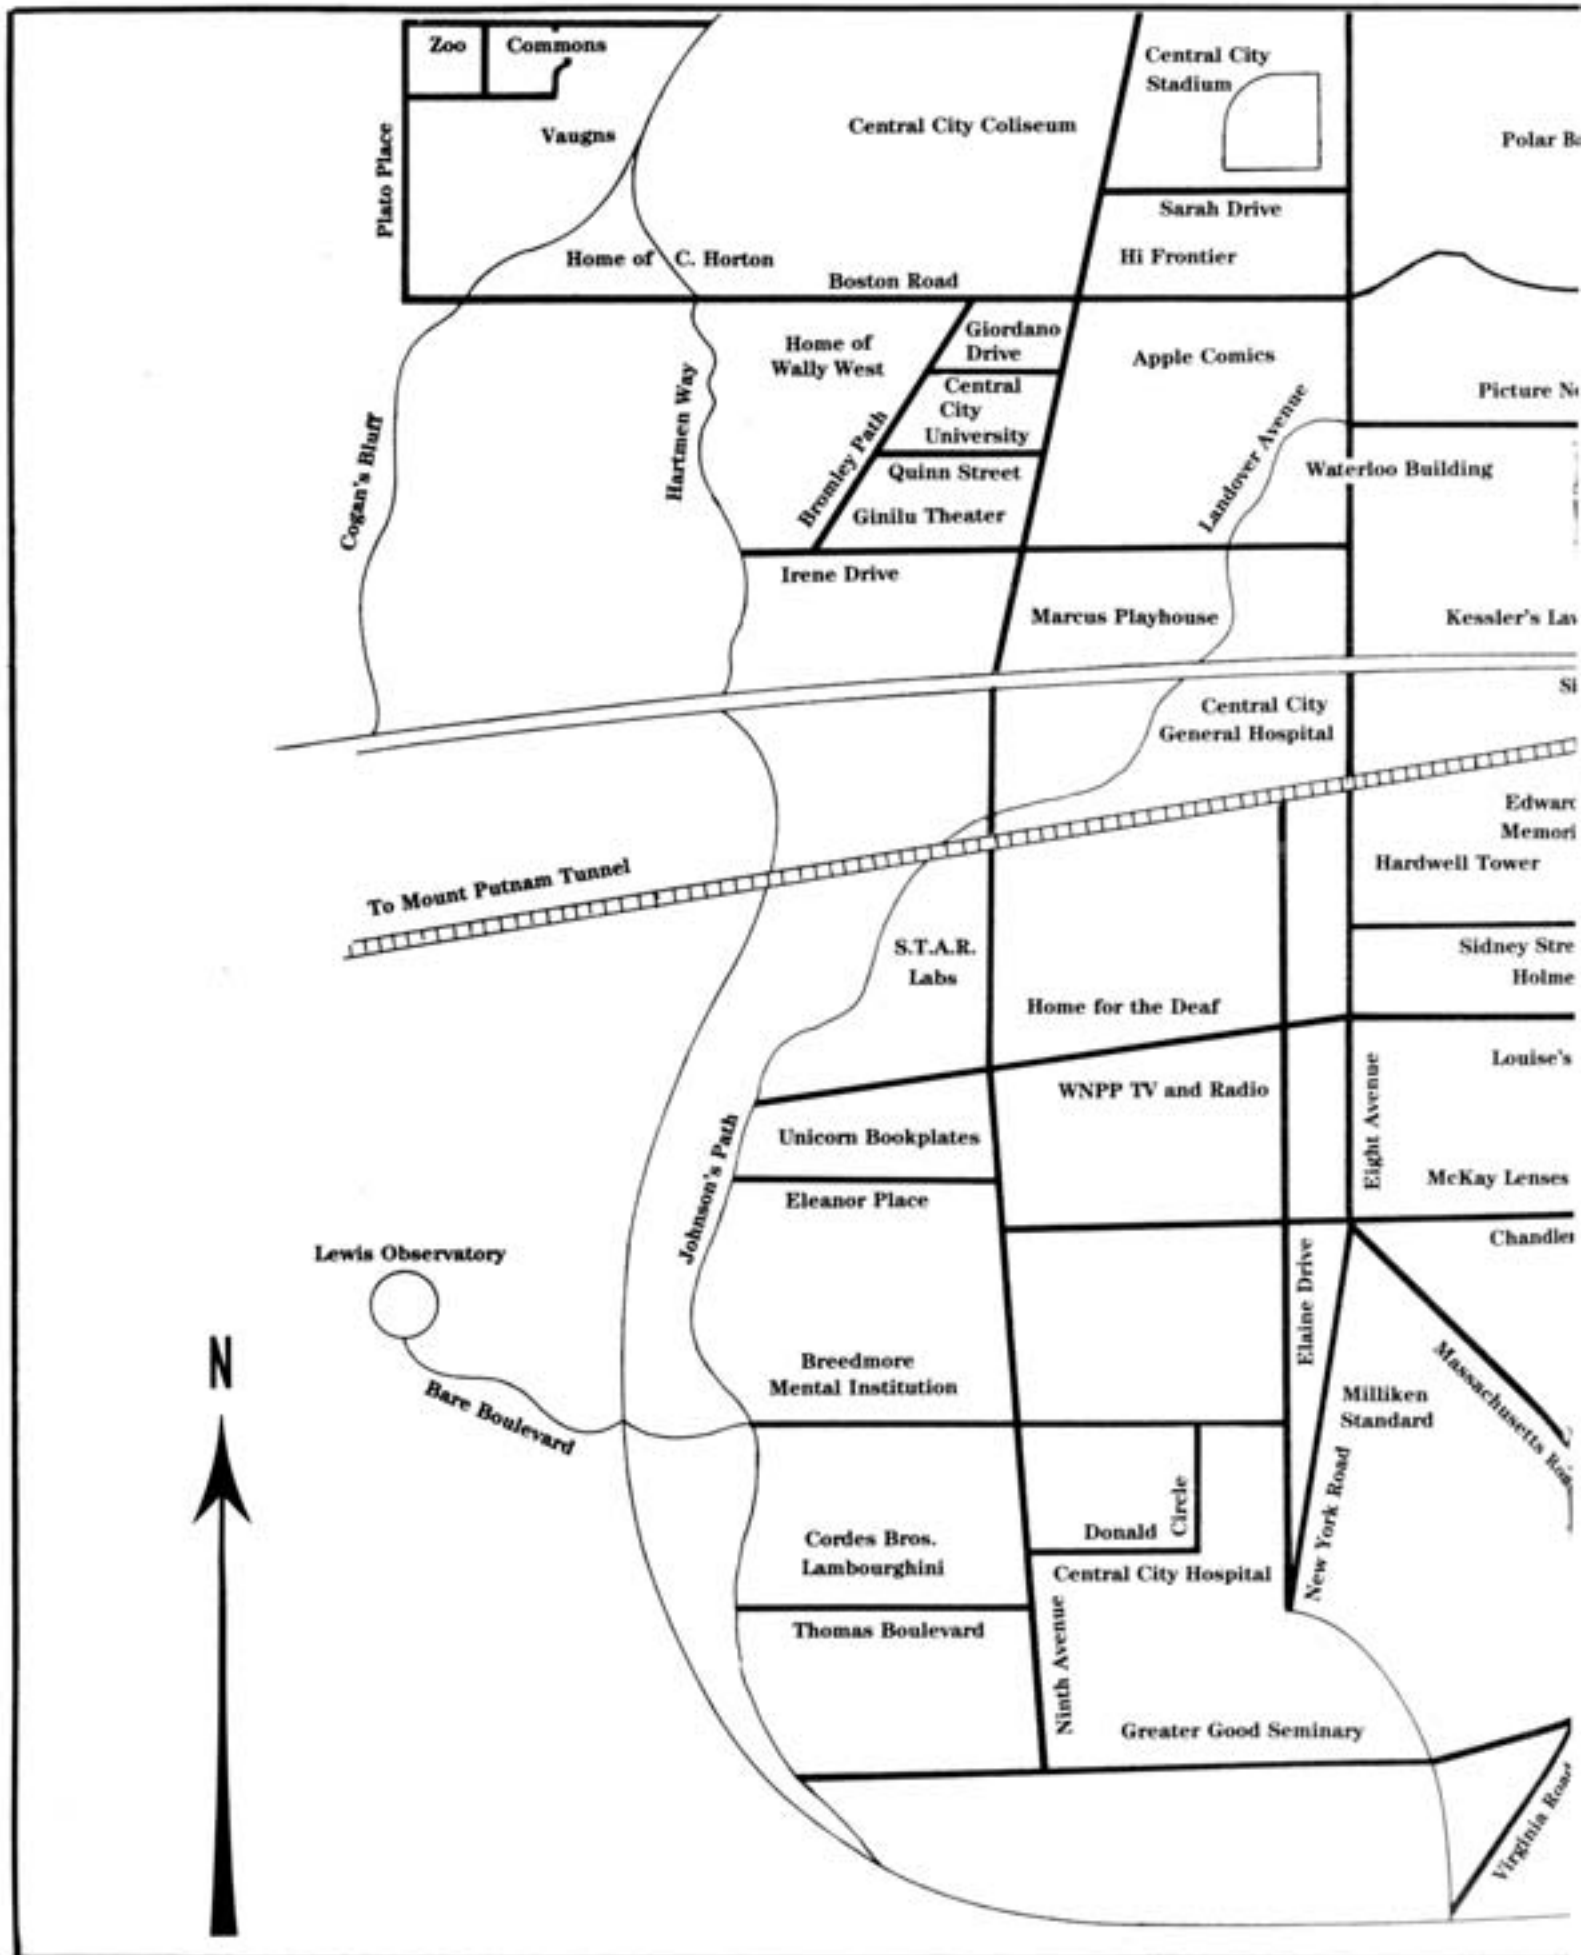 Zoo
Commons
Central City
Stadium
Vaugns
Central City Coliseum
Polar
Plato Place
Sarah Drive
Home of C. Horton
Hi Frontier
Boston Road
Giordano
Drive
Home of
Wally West
Apple Comics
Central
City
University
Picture
Landover Avenue
Hartmen Way
Bromley Path
Cogan's Bluff
Quinn Street
Waterloo Building
Ginilu Theater
Irene Drive
Marcus Playhouse
Kessler's
Central City
General Hospital
To Mount Putnam Tunnel
Hardwell Tower
S.T.A.R.
Labs
Sidney
Home for the Deaf
Louise's
WNPP TV and Radio
Eight Avenue
Unicorn Bookplates
Johnson's Path
McKay Lenses
Eleanor Place
Lewis Observatory
Elaine Drive
N
Breedmore
Mental Institution
Milliken
Standard
Massachusetts
Bare Boulevard
New York Road
Donald Circle
Cordes Bros.
Lambourghini
Central City Hospital
Thomas Boulevard
Ninth Avenue
Greater Good Seminary
Virginia Road